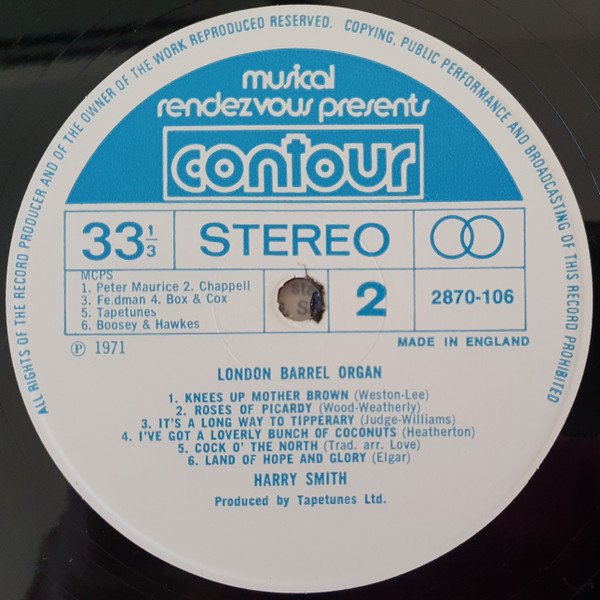 ALL RIGHTS OF THE RECORD PRODUCER AND OF THE OWNER OF THE WORK REPRODUCED RESERVED. COPYING, PUBLIC PERFORMANCE AND BROADCASTING OF THIS RECORD PROHIBITED
musical
rendezvous presents
contour
33 1/3
STEREO
MCPS
1. Peter Maurice 2. Chappell
3. Fe.dman 4. Box & Cox
5. Tapetunes
6. Boosey & Hawkes
2
2870-106
℗ 1971
MADE IN ENGLAND
LONDON BARREL ORGAN
1. KNEES UP MOTHER BROWN (Weston-Lee)
2. ROSES OF PICARDY (Wood-Weatherly)
3. IT'S A LONG WAY TO TIPPERARY (Judge-Williams)
4. I'VE GOT A LOVERLY BUNCH OF COCONUTS (Heatherton)
5. COCK O' THE NORTH (Trad. arr. Love)
6. LAND OF HOPE AND GLORY (Elgar)
HARRY SMITH
Produced by Tapetunes Ltd.